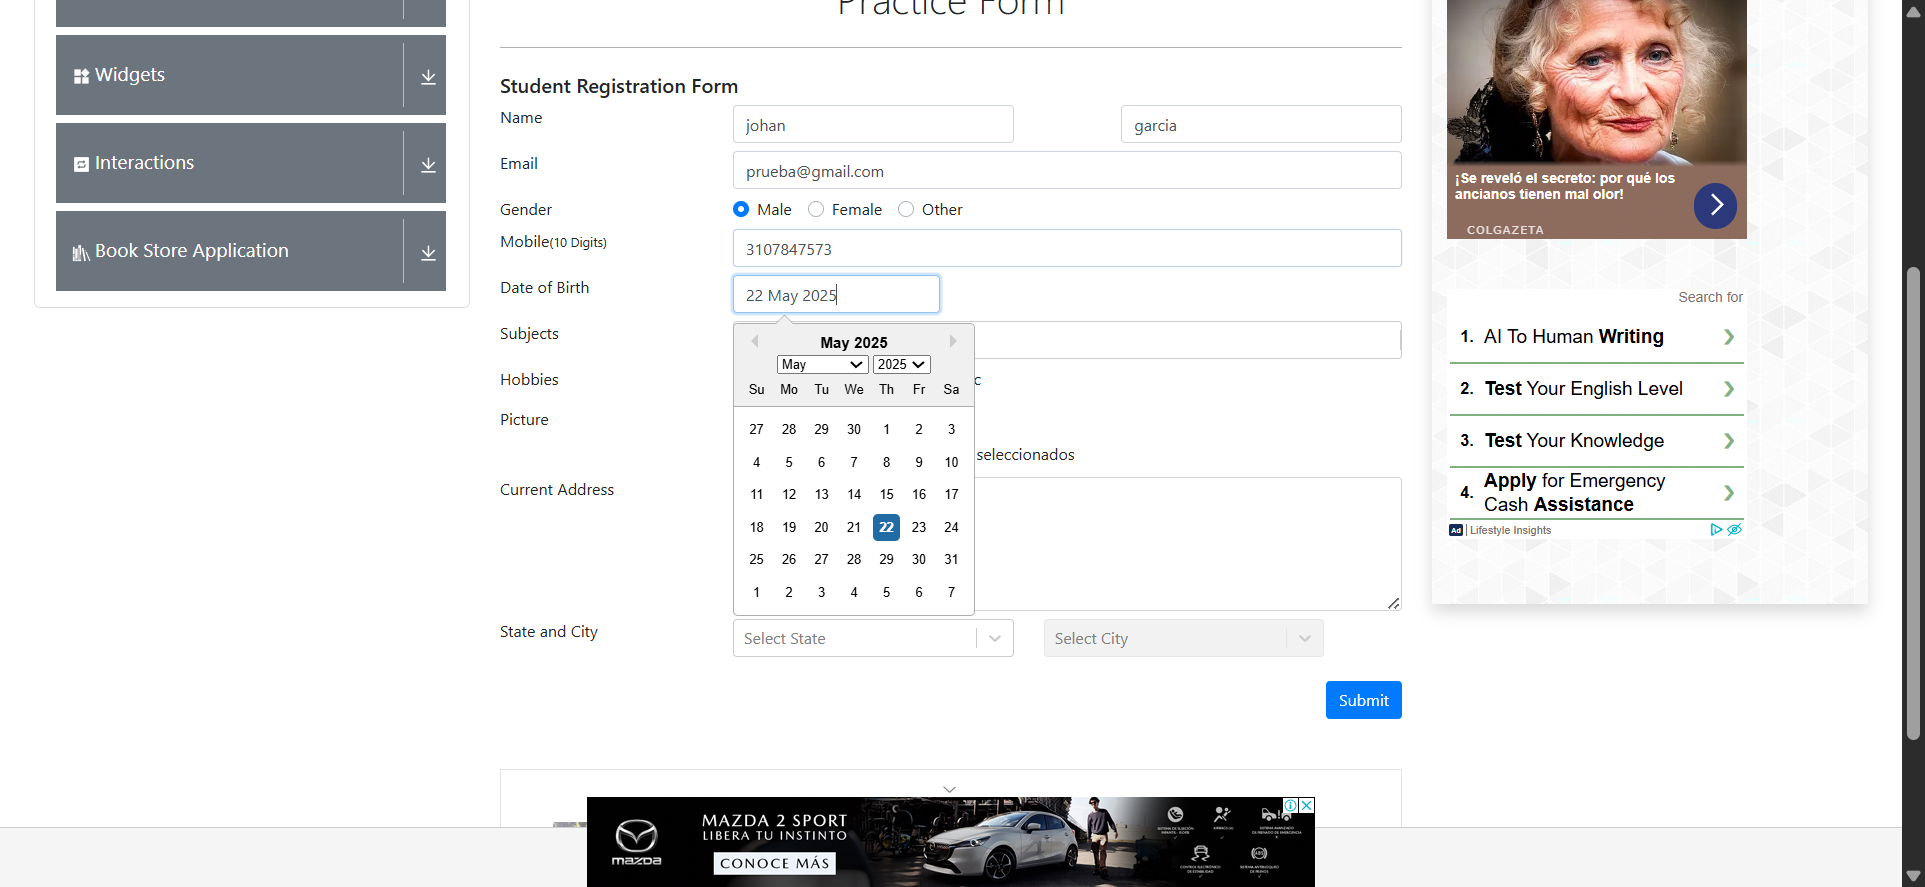 Practice Form
Widgets
Interactions
Book Store Application
Student Registration Form
Name
johan
garcia
Email
prueba@gmail.com
Gender
Male
Female
Other
Mobile(10 Digits)
3107847573
Date of Birth
22 May 2025
Subjects
May 2025
May
2025
Su Mo Tu We Th Fr Sa
27 28 29 30 1 2 3
4 5 6 7 8 9 10
11 12 13 14 15 16 17
18 19 20 21 22 23 24
25 26 27 28 29 30 31
1 2 3 4 5 6 7
Hobbies
c
Picture
seleccionados
Current Address
State and City
Select State
Select City
Submit
¡Se reveló el secreto: por qué los
ancianos tienen mal olor!
COLGAZETA
Search for
1. AI To Human Writing
2. Test Your English Level
3. Test Your Knowledge
4. Apply for Emergency
Cash Assistance
Ad Lifestyle Insights
mazda
MAZDA 2 SPORT
LIBERA TU INSTINTO
CONOCE MÁS